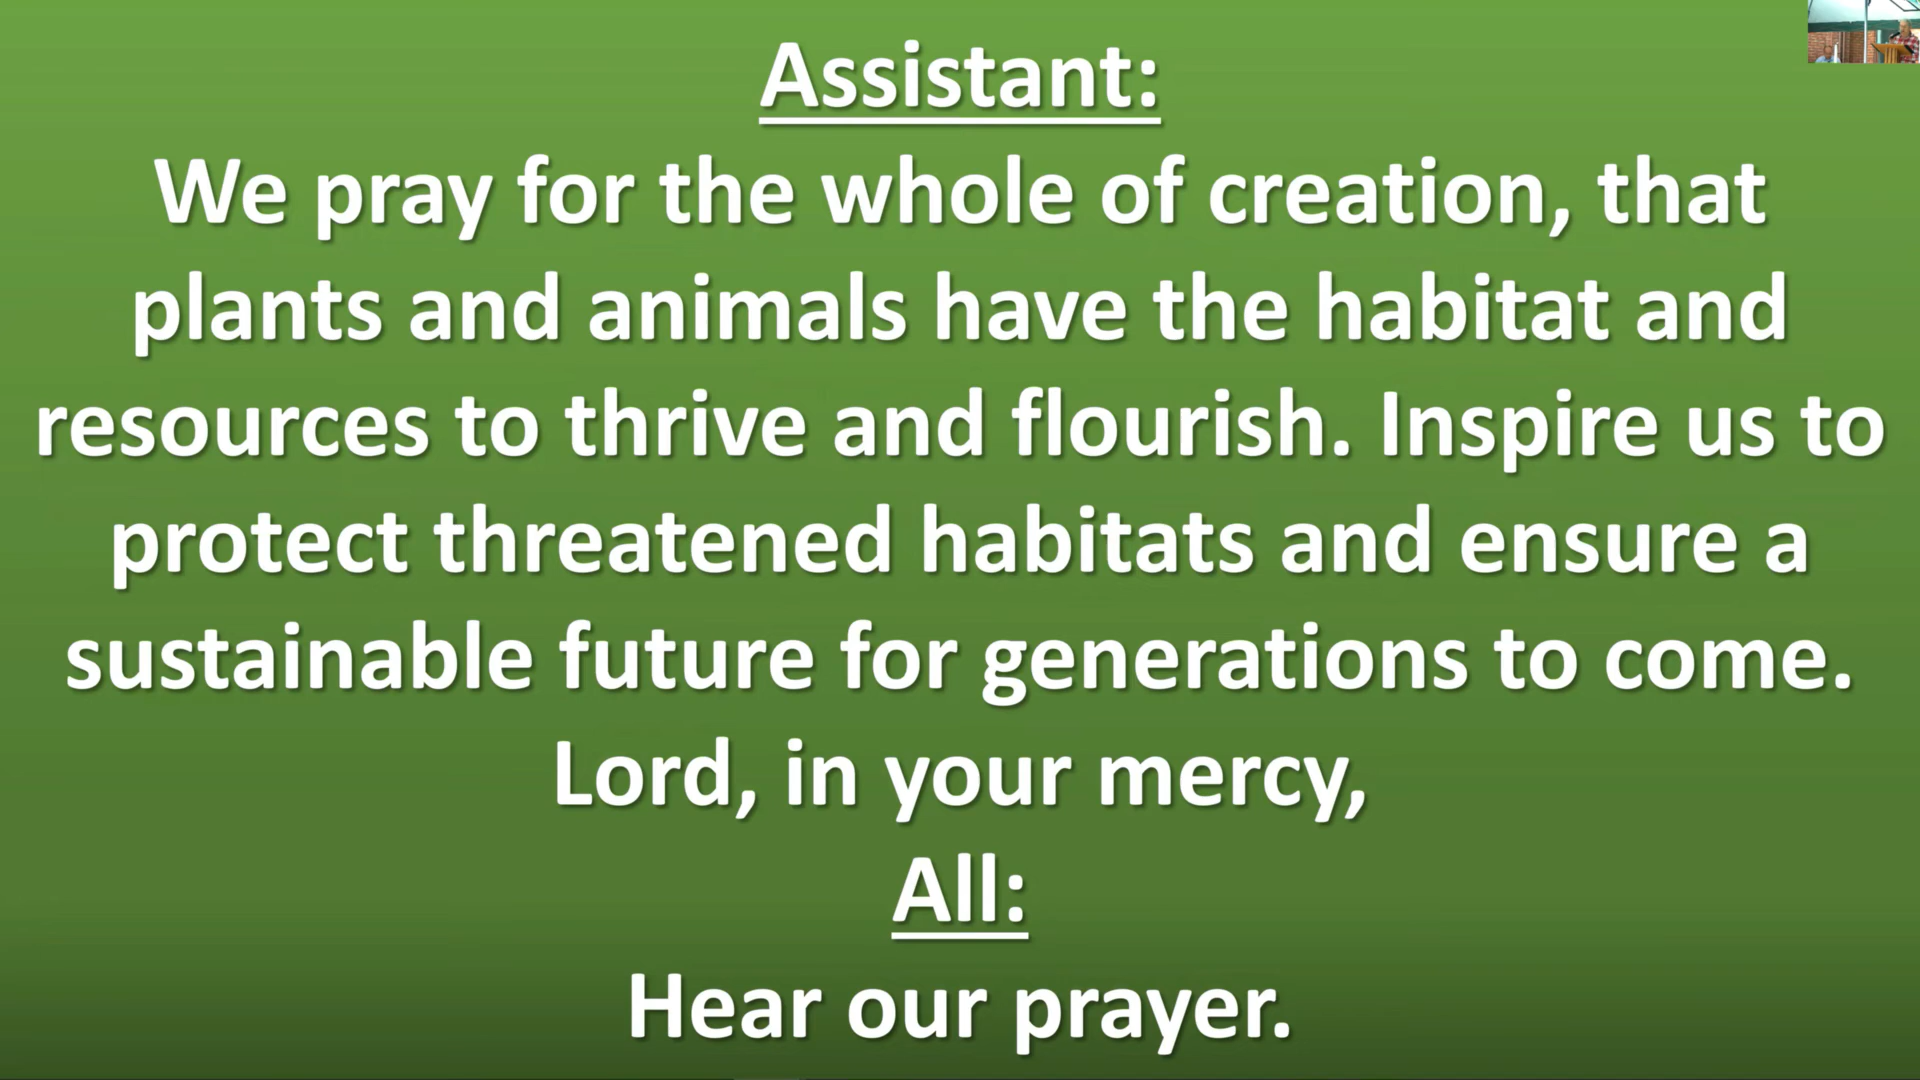 Assistant:
We pray for the whole of creation, that
plants and animals have the habitat and
resources to thrive and flourish. Inspire us to
protect threatened habitats and ensure a
sustainable future for generations to come.
Lord, in your mercy,
All:
Hear our prayer.